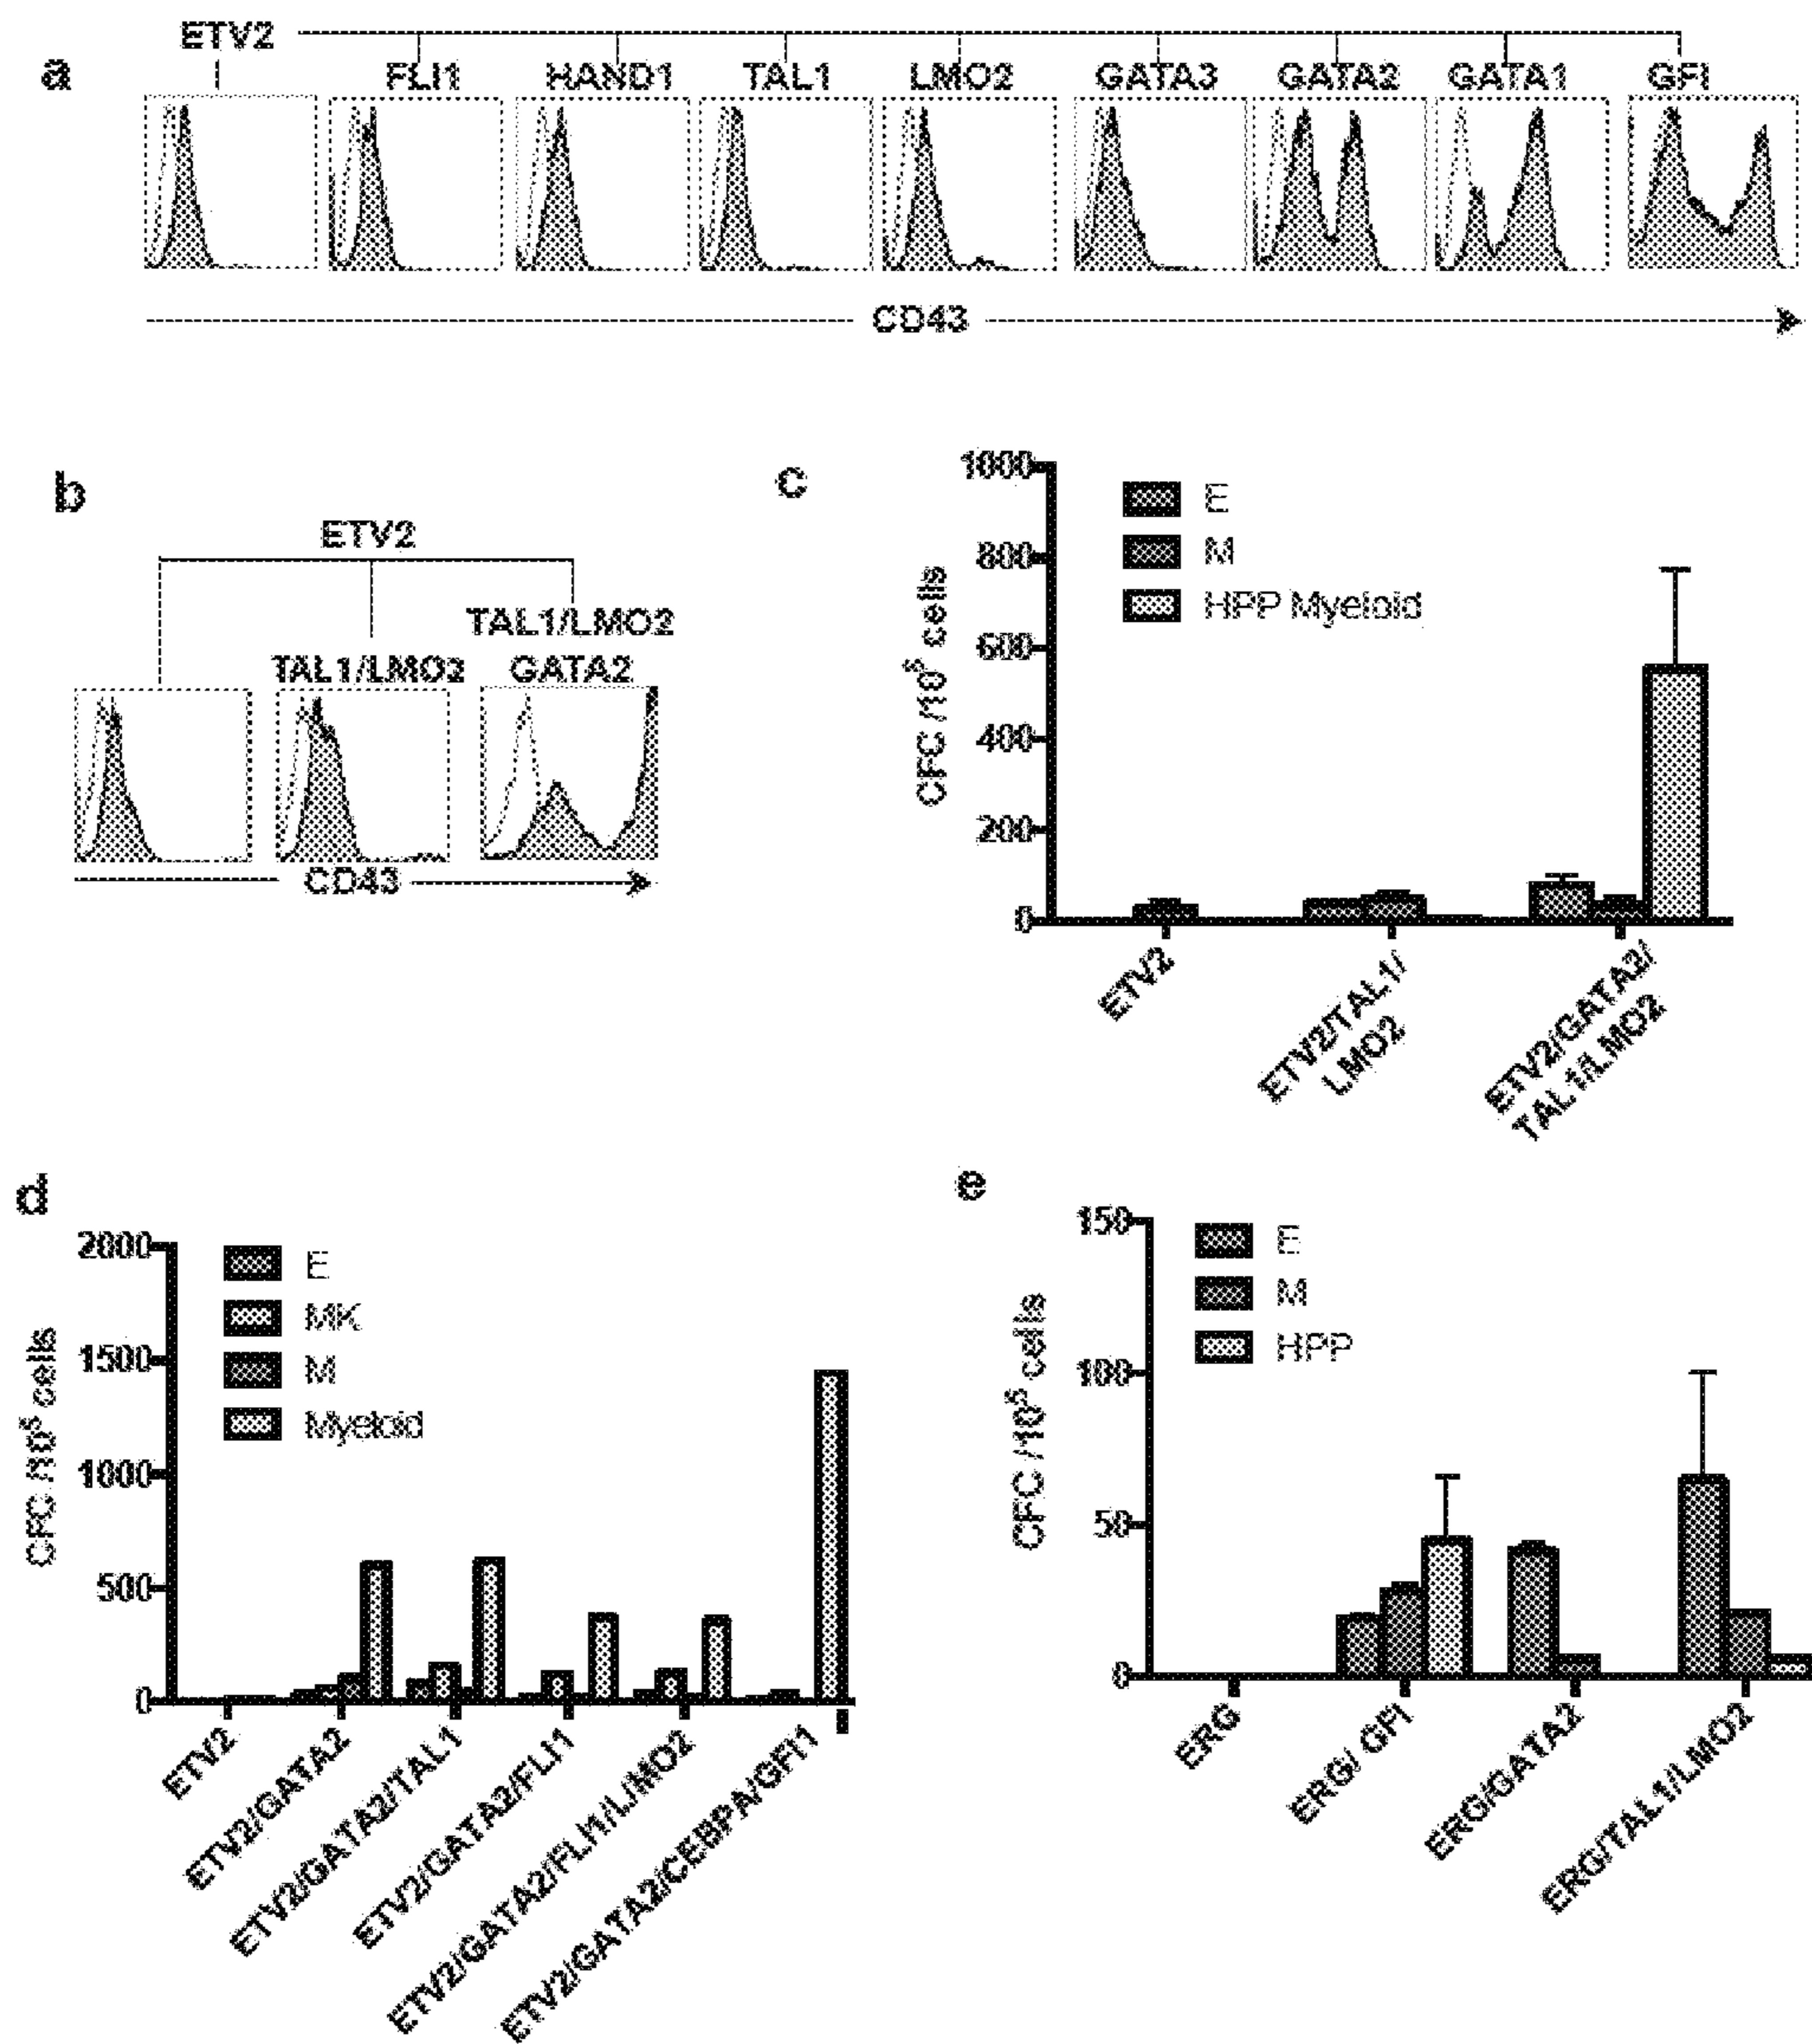 a
ETV2
FLI1 HAND1 TAL1 LMO2 GATA3 GATA2 GATA1 GFI
CD43
b
ETV2
TAL1/LMO2
TAL1/LMO2 GATA2
CD43
c
1000
800
600
400
200
0
CFC /10⁵ cells
E
M
HPP Myeloid
ETV2
ETV2/TAL1/
LMO2
ETV2/GATA2/
TAL1/LMO2
d
2000
1500
1000
500
0
CFC /10⁵ cells
E
MK
M
Myeloid
ETV2
ETV2/GATA2
ETV2/GATA2/TAL1
ETV2/GATA2/FLI1
ETV2/GATA2/FLI1/L/MO2
ETV2/GATA2/CEBPA/GFI1
e
150
100
50
0
CFC /10⁵ cells
E
M
HPP
ERG
ERG/ GFI
ERG/GATA2
ERG/TAL1/LMO2